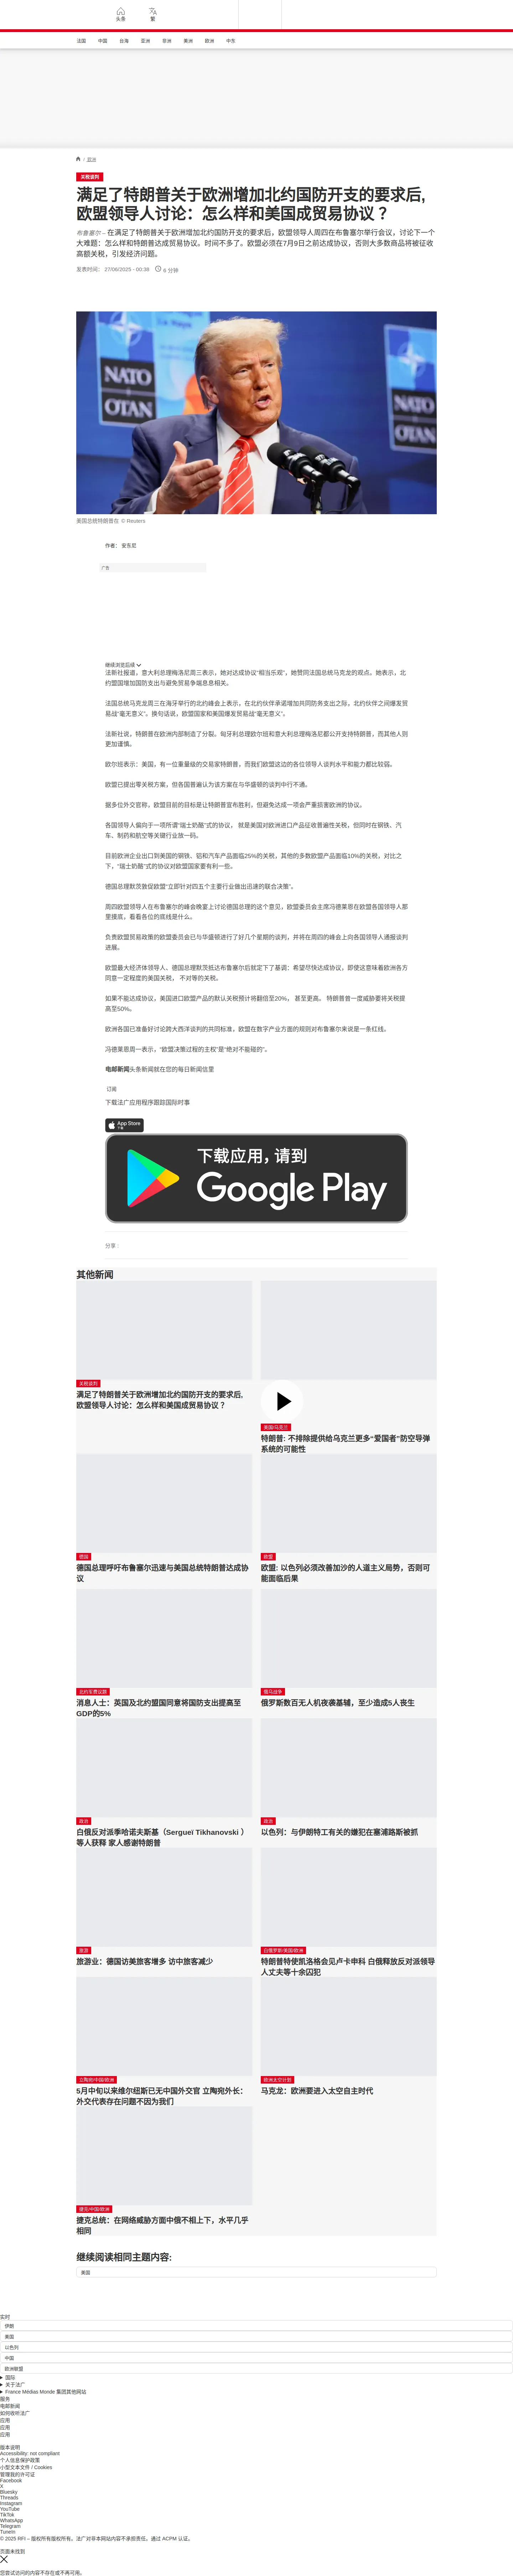 头条
繁
法国
中国
台海
亚洲
非洲
美洲
欧洲
中东
/ 亚洲
关税谈判
满足了特朗普关于欧洲增加北约国防开支的要求后,
欧盟领导人讨论：怎么样和美国成贸易协议 ?
布鲁塞尔 – 在满足了特朗普关于欧洲增加北约国防开支的要求后，欧盟领导人周四在布鲁塞尔举行会议，讨论下一个
大难题：怎么样和特朗普达成贸易协议。时间不多了。欧盟必须在7月9日之前达成协议，否则大多数商品将被征收
高额关税，引发经济问题。
发表时间： 27/06/2025 - 00:38
6 分钟
NATO
OTAN
NATO
OTAN
美国总统特朗普在 © Reuters
作者： 安东尼
广告
继续浏览后续
法新社报道，意大利总理梅洛尼周三表示，她对达成协议“相当乐观”，她赞同法国总统马克龙的观点。她表示，北
约盟国增加国防支出与避免贸易争端息息相关。
法国总统马克龙周三在海牙举行的北约峰会上表示，在北约伙伴承诺增加共同防务支出之际，北约伙伴之间爆发贸
易战“毫无意义”。换句话说，欧盟国家和美国爆发贸易战“毫无意义”。
法新社说，特朗普在欧洲内部制造了分裂。匈牙利总理欧尔班和意大利总理梅洛尼都公开支持特朗普，而其他人则
更加谨慎。
欧尔班表示：美国，有一位重量级的交易家特朗普，而我们欧盟这边的各位领导人谈判水平和能力都比较弱。
欧盟已提出零关税方案，但各国普遍认为该方案在与华盛顿的谈判中行不通。
据多位外交官称，欧盟目前的目标是让特朗普宣布胜利，但避免达成一项会严重损害欧洲的协议。
各国领导人偏向于一项所谓“瑞士奶酪”式的协议， 就是美国对欧洲进口产品征收普遍性关税，但同时在钢铁、汽
车、制药和航空等关键行业放一码。
目前欧洲企业出口到美国的钢铁、铝和汽车产品面临25%的关税，其他的多数欧盟产品面临10%的关税，对比之
下，“瑞士奶酪”式的协议对欧盟国家要有利一些。
德国总理默茨敦促欧盟“立即针对四五个主要行业做出迅速的联合决策”。
周四欧盟领导人在布鲁塞尔的峰会晚宴上讨论德国总理的这个意见，欧盟委员会主席冯德莱恩在欧盟各国领导人那
里摸底，看看各位的底线是什么。
负责欧盟贸易政策的欧盟委员会已与华盛顿进行了好几个星期的谈判，并将在周四的峰会上向各国领导人通报谈判
进展。
欧盟最大经济体领导人、德国总理默茨抵达布鲁塞尔后就定下了基调：希望尽快达成协议，即使这意味着欧洲各方
同意一定程度的美国关税， 不对等的关税。
如果不能达成协议，美国进口欧盟产品的默认关税预计将翻倍至20%， 甚至更高。 特朗普曾一度威胁要将关税提
高至50%。
欧洲各国已准备好讨论跨大西洋谈判的共同标准，欧盟在数字产业方面的规则对布鲁塞尔来说是一条红线。
冯德莱恩周一表示，“欧盟决策过程的主权”是“绝对不能碰的”。
电邮新闻头条新闻就在您的每日新闻信里
订阅
下载法广应用程序跟踪国际时事
App Store
下载
下载应用，请到
Google Play
分享 :
其他新闻
关税谈判
满足了特朗普关于欧洲增加北约国防开支的要求后,
欧盟领导人讨论：怎么样和美国成贸易协议 ?
美国/乌克兰
特朗普: 不排除提供给乌克兰更多“爱国者”防空导弹
系统的可能性
德国
德国总理呼吁布鲁塞尔迅速与美国总统特朗普达成协
议
欧盟
欧盟: 以色列必须改善加沙的人道主义局势，否则可
能面临后果
北约军费议题
消息人士：英国及北约盟国同意将国防支出提高至
GDP的5%
俄乌战争
俄罗斯数百无人机夜袭基辅，至少造成5人丧生
政治
白俄反对派季哈诺夫斯基（Sergueï Tikhanovski ）
等人获释 家人感谢特朗普
政治
以色列：与伊朗特工有关的嫌犯在塞浦路斯被抓
旅游
旅游业：德国访美旅客增多 访中旅客减少
白俄罗斯/美国/欧洲
特朗普特使凯洛格会见卢卡申科 白俄释放反对派领导
人丈夫等十余囚犯
立陶宛/中国/欧洲
5月中旬以来维尔纽斯已无中国外交官 立陶宛外长：
外交代表存在问题不因为我们
欧洲太空计划
马克龙：欧洲要进入太空自主时代
捷克/中国/欧洲
捷克总统：在网络威胁方面中俄不相上下，水平几乎
相同
继续阅读相同主题内容:
美国
实时
伊朗
美国
以色列
中国
欧洲联盟
国际
关于法广
France Médias Monde 集团其他网站
服务
电邮新闻
如何收听法广
应用
应用
应用
版本说明
Accessibility: not compliant
个人信息保护政策
小型文本文件 / Cookies
管理我的许可证
Facebook
X
Bluesky
Threads
Instagram
YouTube
TikTok
WhatsApp
Telegram
TuneIn
© 2025 RFI – 版权所有版权所有。法广对非本网站内容不承担责任。通过 ACPM 认证。
页面未找到
您尝试访问的内容不存在或不再可用。